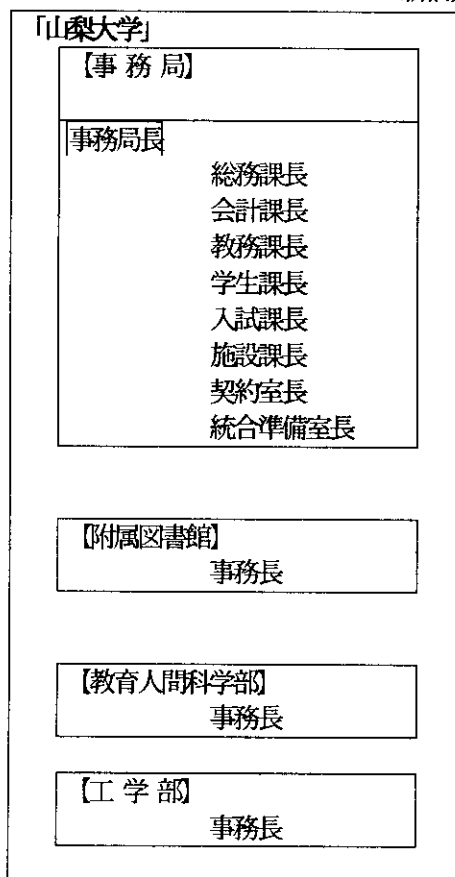 「山梨大学」
【事 務 局】
事務局長
総務課長
会計課長
教務課長
学生課長
入試課長
施設課長
契約室長
統合準備室長
【附属図書館】
事務長
【教育人間科学部】
事務長
【工 学 部】
事務長